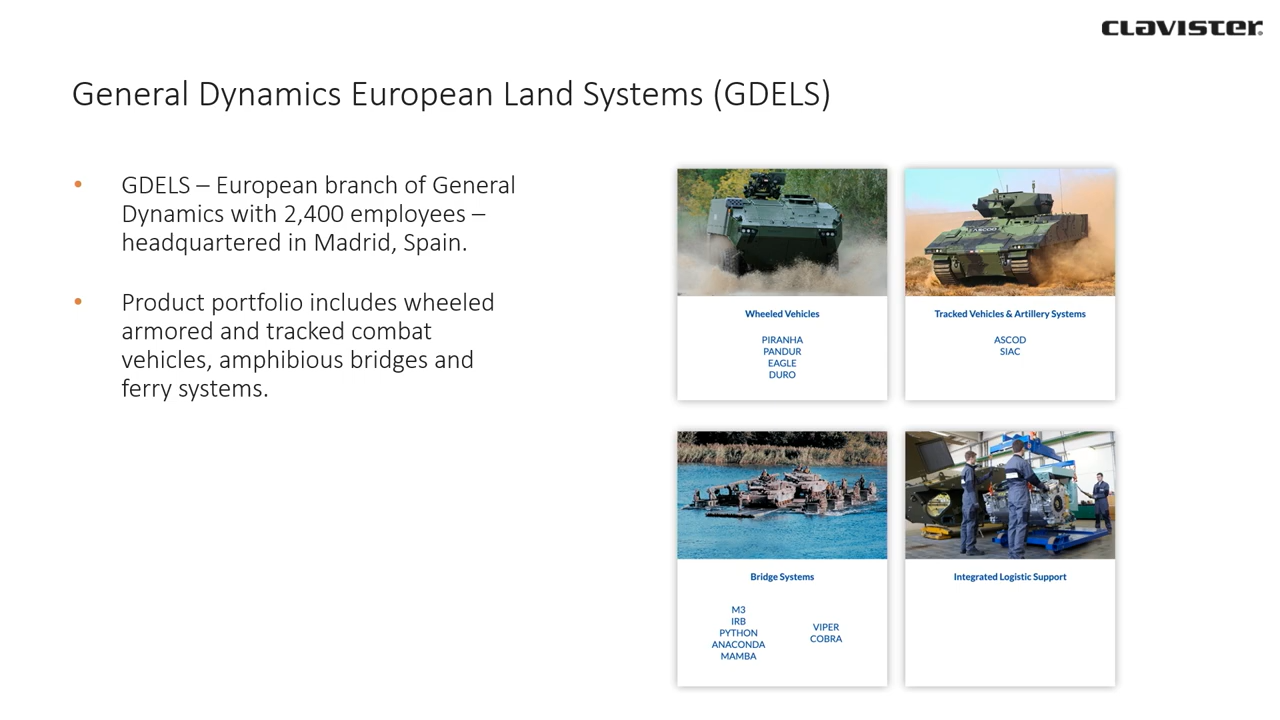 CLAVISTER
General Dynamics European Land Systems (GDELS)
• GDELS – European branch of General
Dynamics with 2,400 employees –
headquartered in Madrid, Spain.
• Product portfolio includes wheeled
armored and tracked combat
vehicles, amphibious bridges and
ferry systems.
Wheeled Vehicles
PIRANHA
PANDUR
EAGLE
DURO
ASCOD
Tracked Vehicles & Artillery Systems
ASCOD
SIAC
Bridge Systems
M3
IRB
PYTHON
ANACONDA
MAMBA
VIPER
COBRA
Integrated Logistic Support